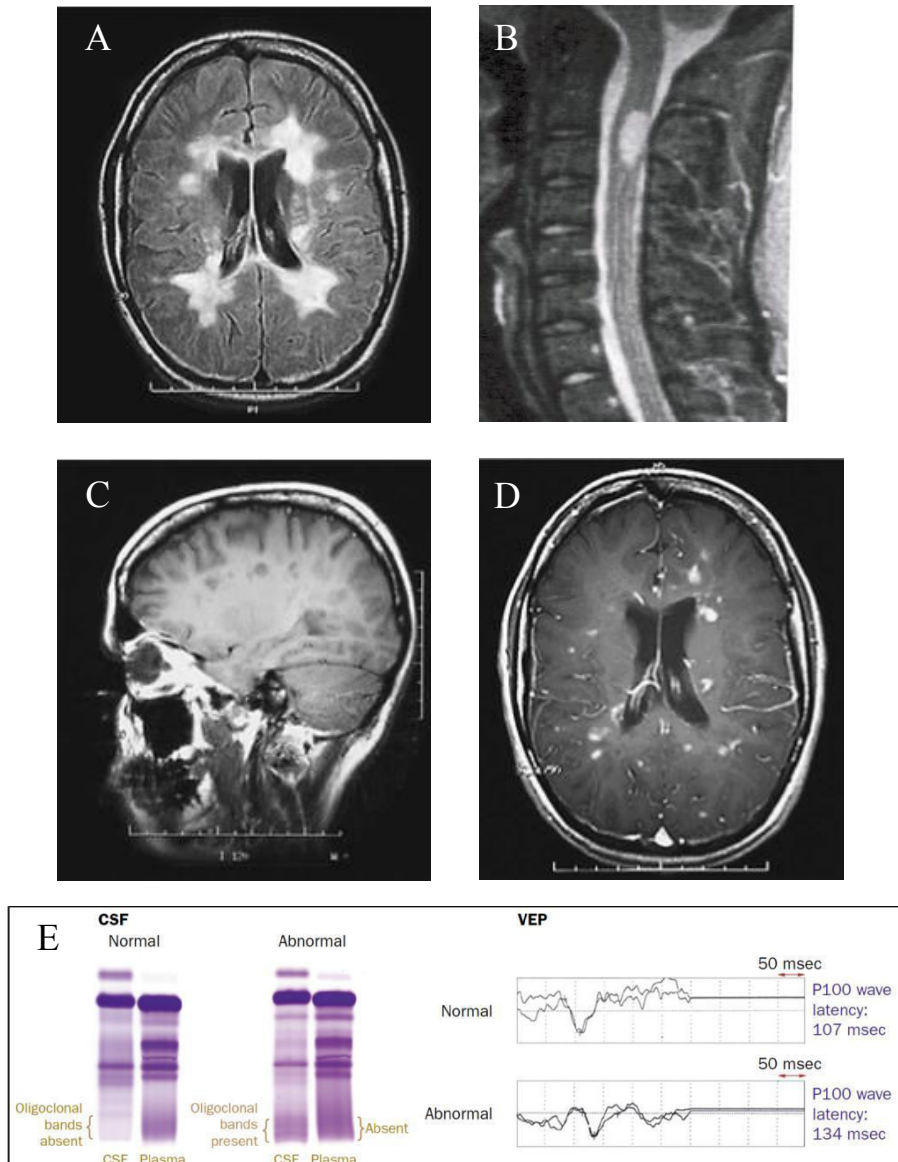 A
B
C
D
E
CSF
Normal
Abnormal
Oligoclonal
bands
absent
CSF
Plasma
Oligoclonal
bands
present
Absent
CSF
Plasma
VEP
50 msec
Normal
P100 wave
latency:
107 msec
50 msec
Abnormal
P100 wave
latency:
134 msec